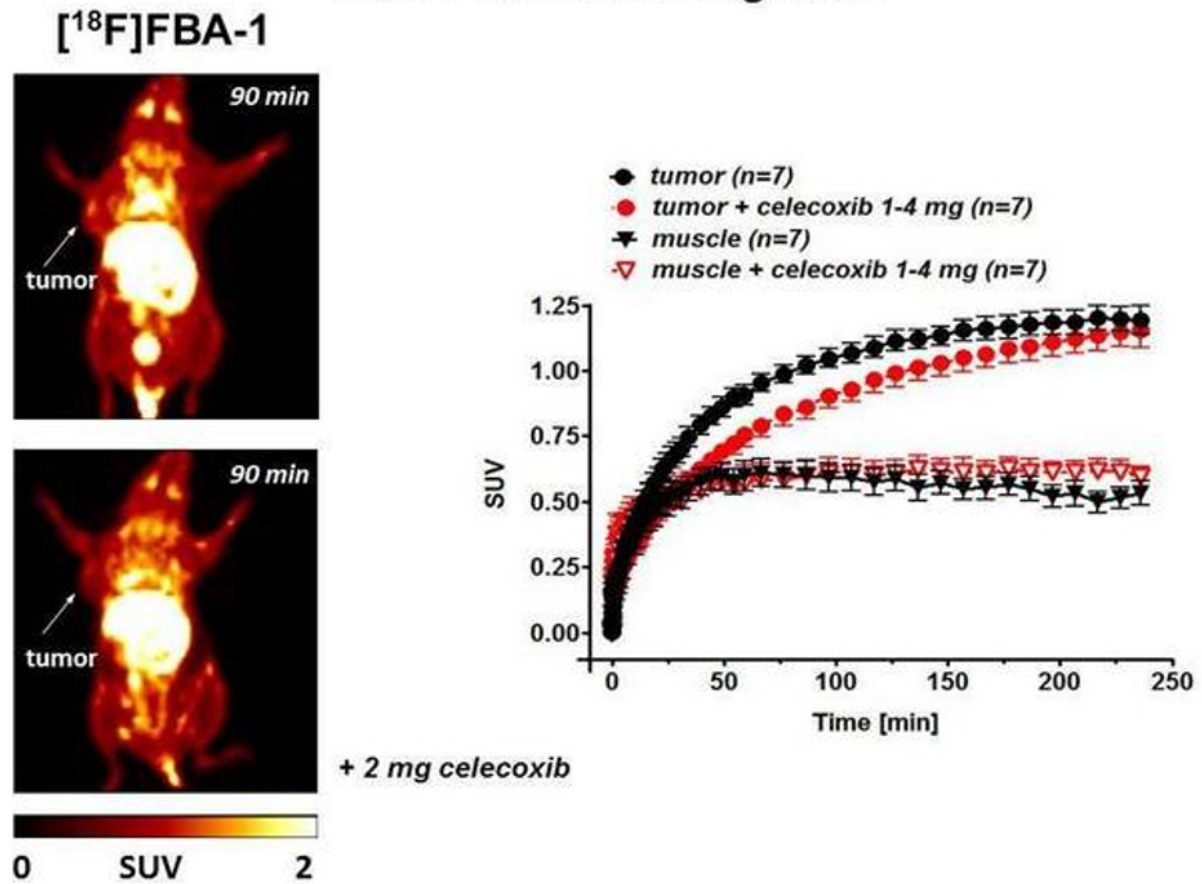 [¹⁸F]FBA-1
90 min
tumor
90 min
tumor
+ 2 mg celecoxib
0 SUV 2
tumor (n=7)
tumor + celecoxib 1-4 mg (n=7)
muscle (n=7)
muscle + celecoxib 1-4 mg (n=7)
1.25
1.00
0.75
0.50
0.25
0.00
SUV
0 50 100 150 200 250
Time [min]